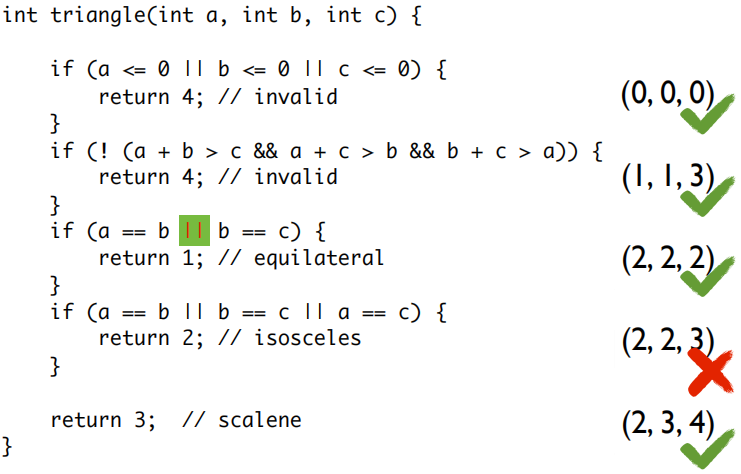 int triangle(int a, int b, int c) {
if (a <= 0 || b <= 0 || c <= 0) {
return 4; // invalid
(0, 0, 0)
}
if (! (a + b > c && a + c > b && b + c > a)) {
return 4; // invalid
(1, 1, 3)
}
if (a == b || b == c) {
return 1; // equilateral
(2, 2, 2)
}
if (a == b || b == c || a == c) {
return 2; // isosceles
(2, 2, 3)
}
return 3;  // scalene
(2, 3, 4)
}